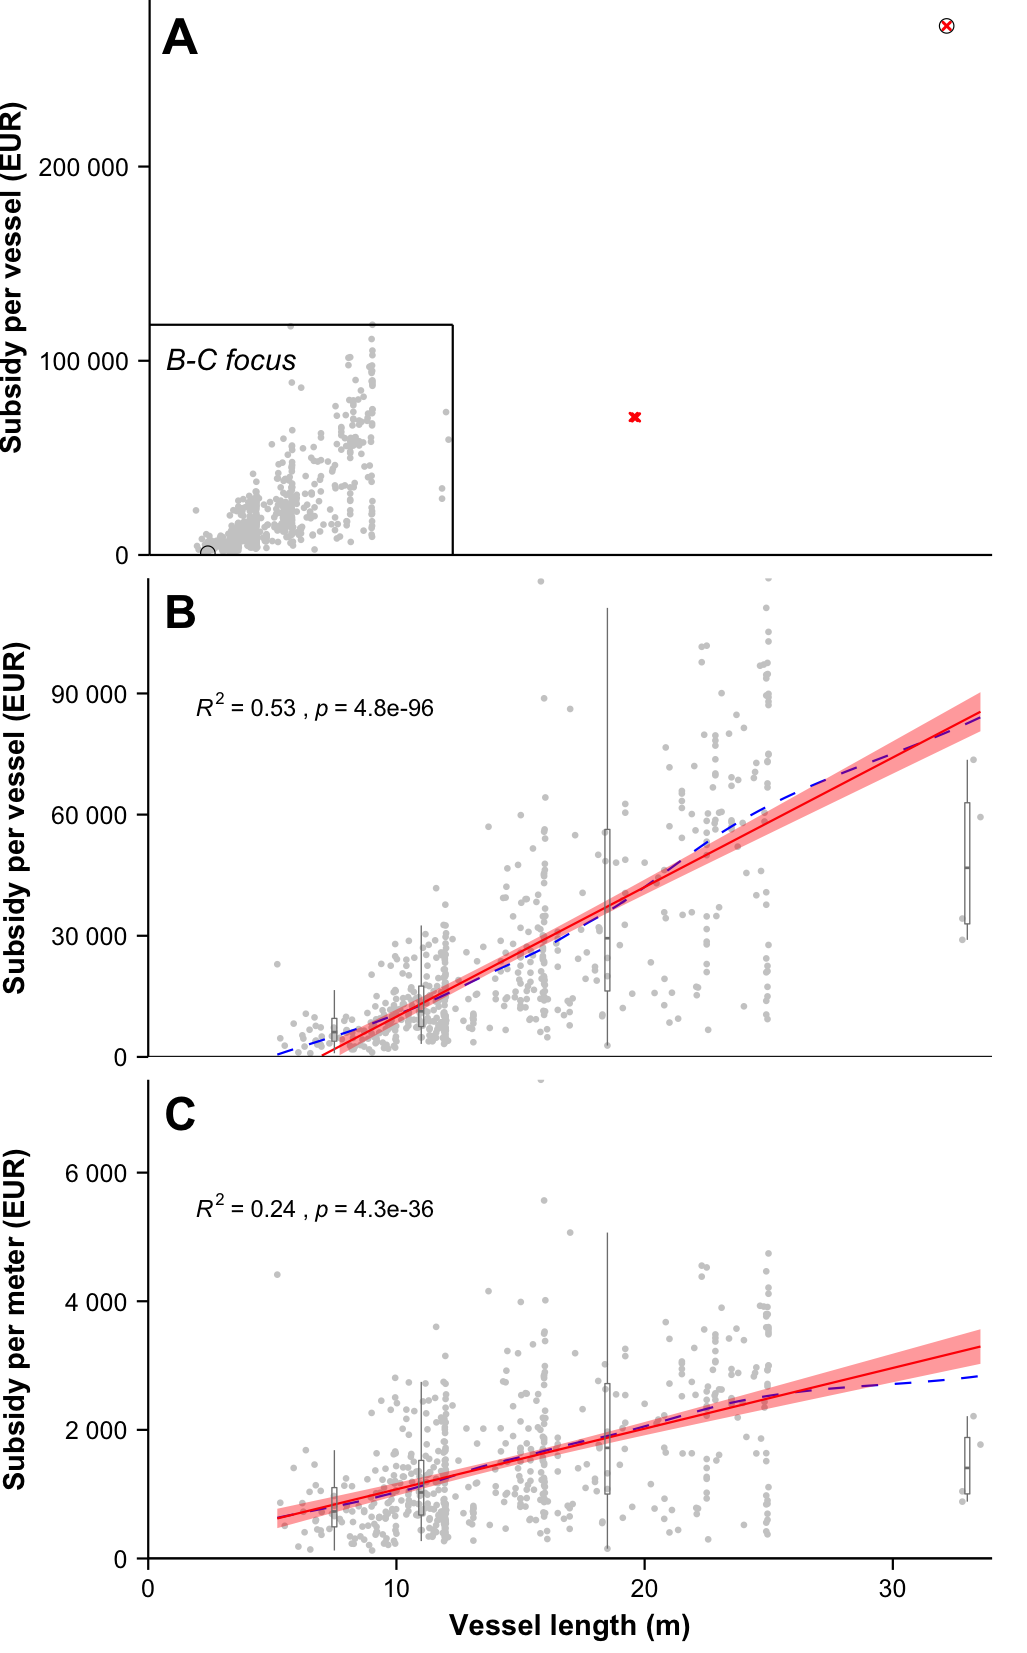 A
Subsidy per vessel (EUR)
200 000
100 000
0
B-C focus
B
Subsidy per vessel (EUR)
90 000
60 000
30 000
0
R2 = 0.53 , p = 4.8e-96
C
Subsidy per meter (EUR)
6 000
4 000
2 000
0
R2 = 0.24 , p = 4.3e-36
0 10 20 30
Vessel length (m)